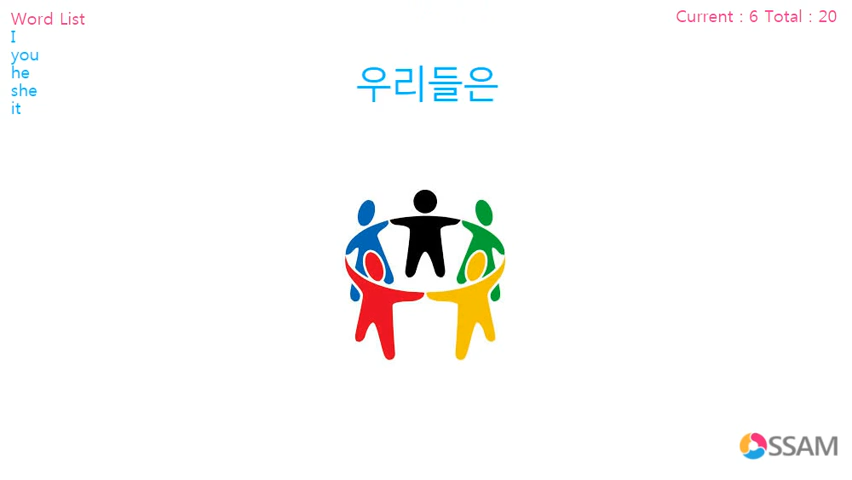 Word List
Current : 6 Total : 20
I
you
he
she
it
우리들은
SSAM